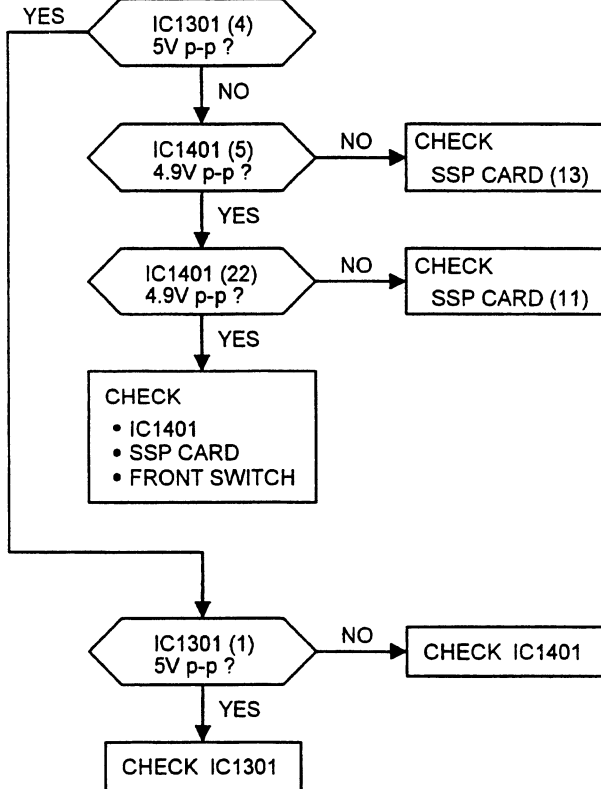 YES
IC1301 (4)
5V p-p ?
NO
IC1401 (5)
4.9V p-p ?
NO
CHECK
SSP CARD (13)
YES
IC1401 (22)
4.9V p-p ?
NO
CHECK
SSP CARD (11)
YES
CHECK
• IC1401
• SSP CARD
• FRONT SWITCH
IC1301 (1)
5V p-p ?
NO
CHECK IC1401
YES
CHECK IC1301